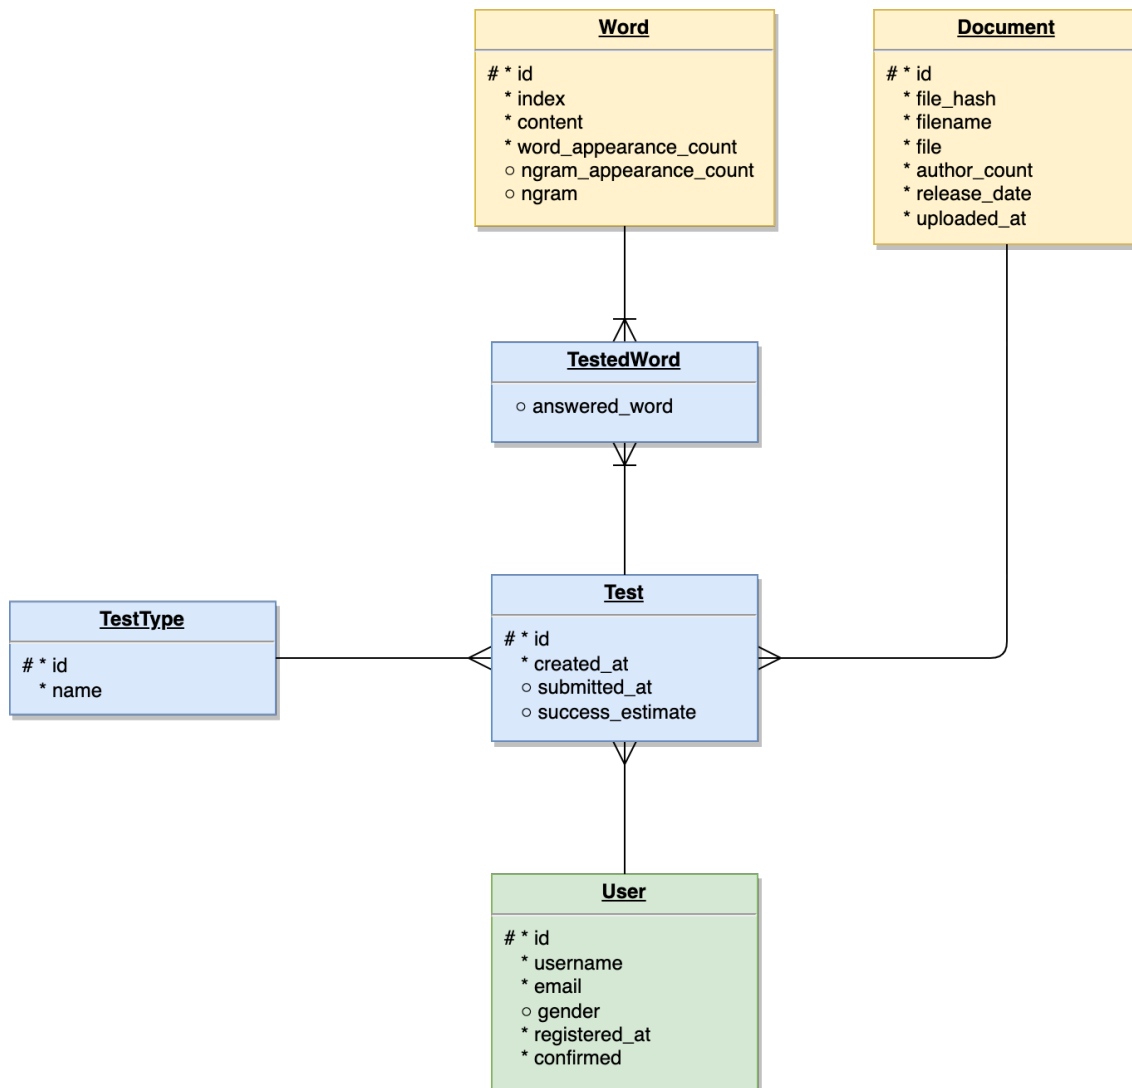 Word
# * id
* index
* content
* word_appearance_count
○ ngram_appearance_count
○ ngram
Document
# * id
* file_hash
* filename
* file
* author_count
* release_date
* uploaded_at
TestedWord
○ answered_word
TestType
# * id
* name
Test
# * id
* created_at
○ submitted_at
○ success_estimate
User
# * id
* username
* email
○ gender
* registered_at
* confirmed